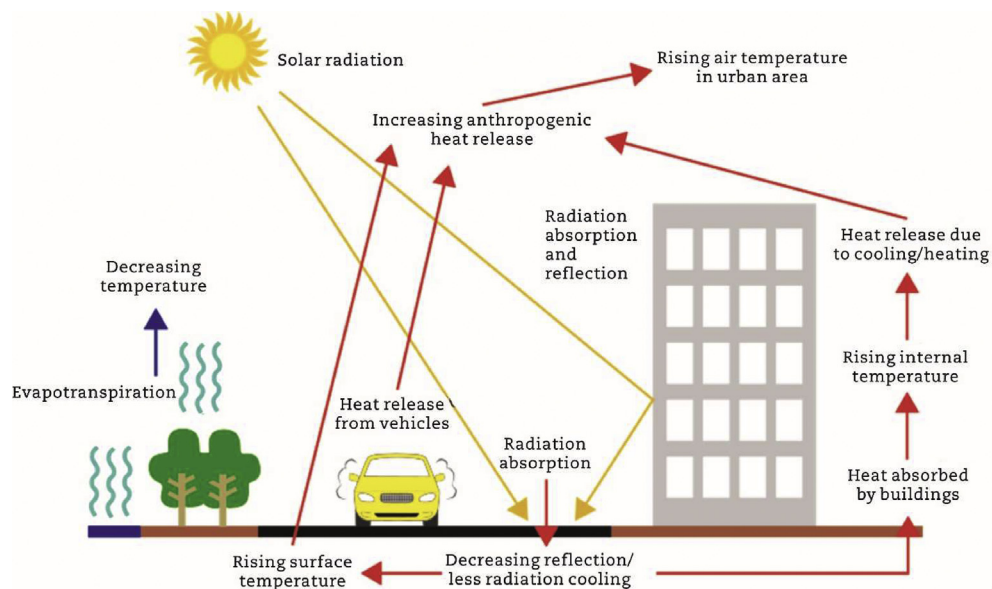 Solar radiation
Rising air temperature
in urban area
Increasing anthropogenic
heat release
Radiation
absorption
and
reflection
Heat release due
to cooling/heating
Decreasing
temperature
Evapotranspiration
Rising internal
temperature
Heat release
from vehicles
Radiation
absorption
Heat absorbed
by buildings
Rising surface
temperature
Decreasing reflection/
less radiation cooling